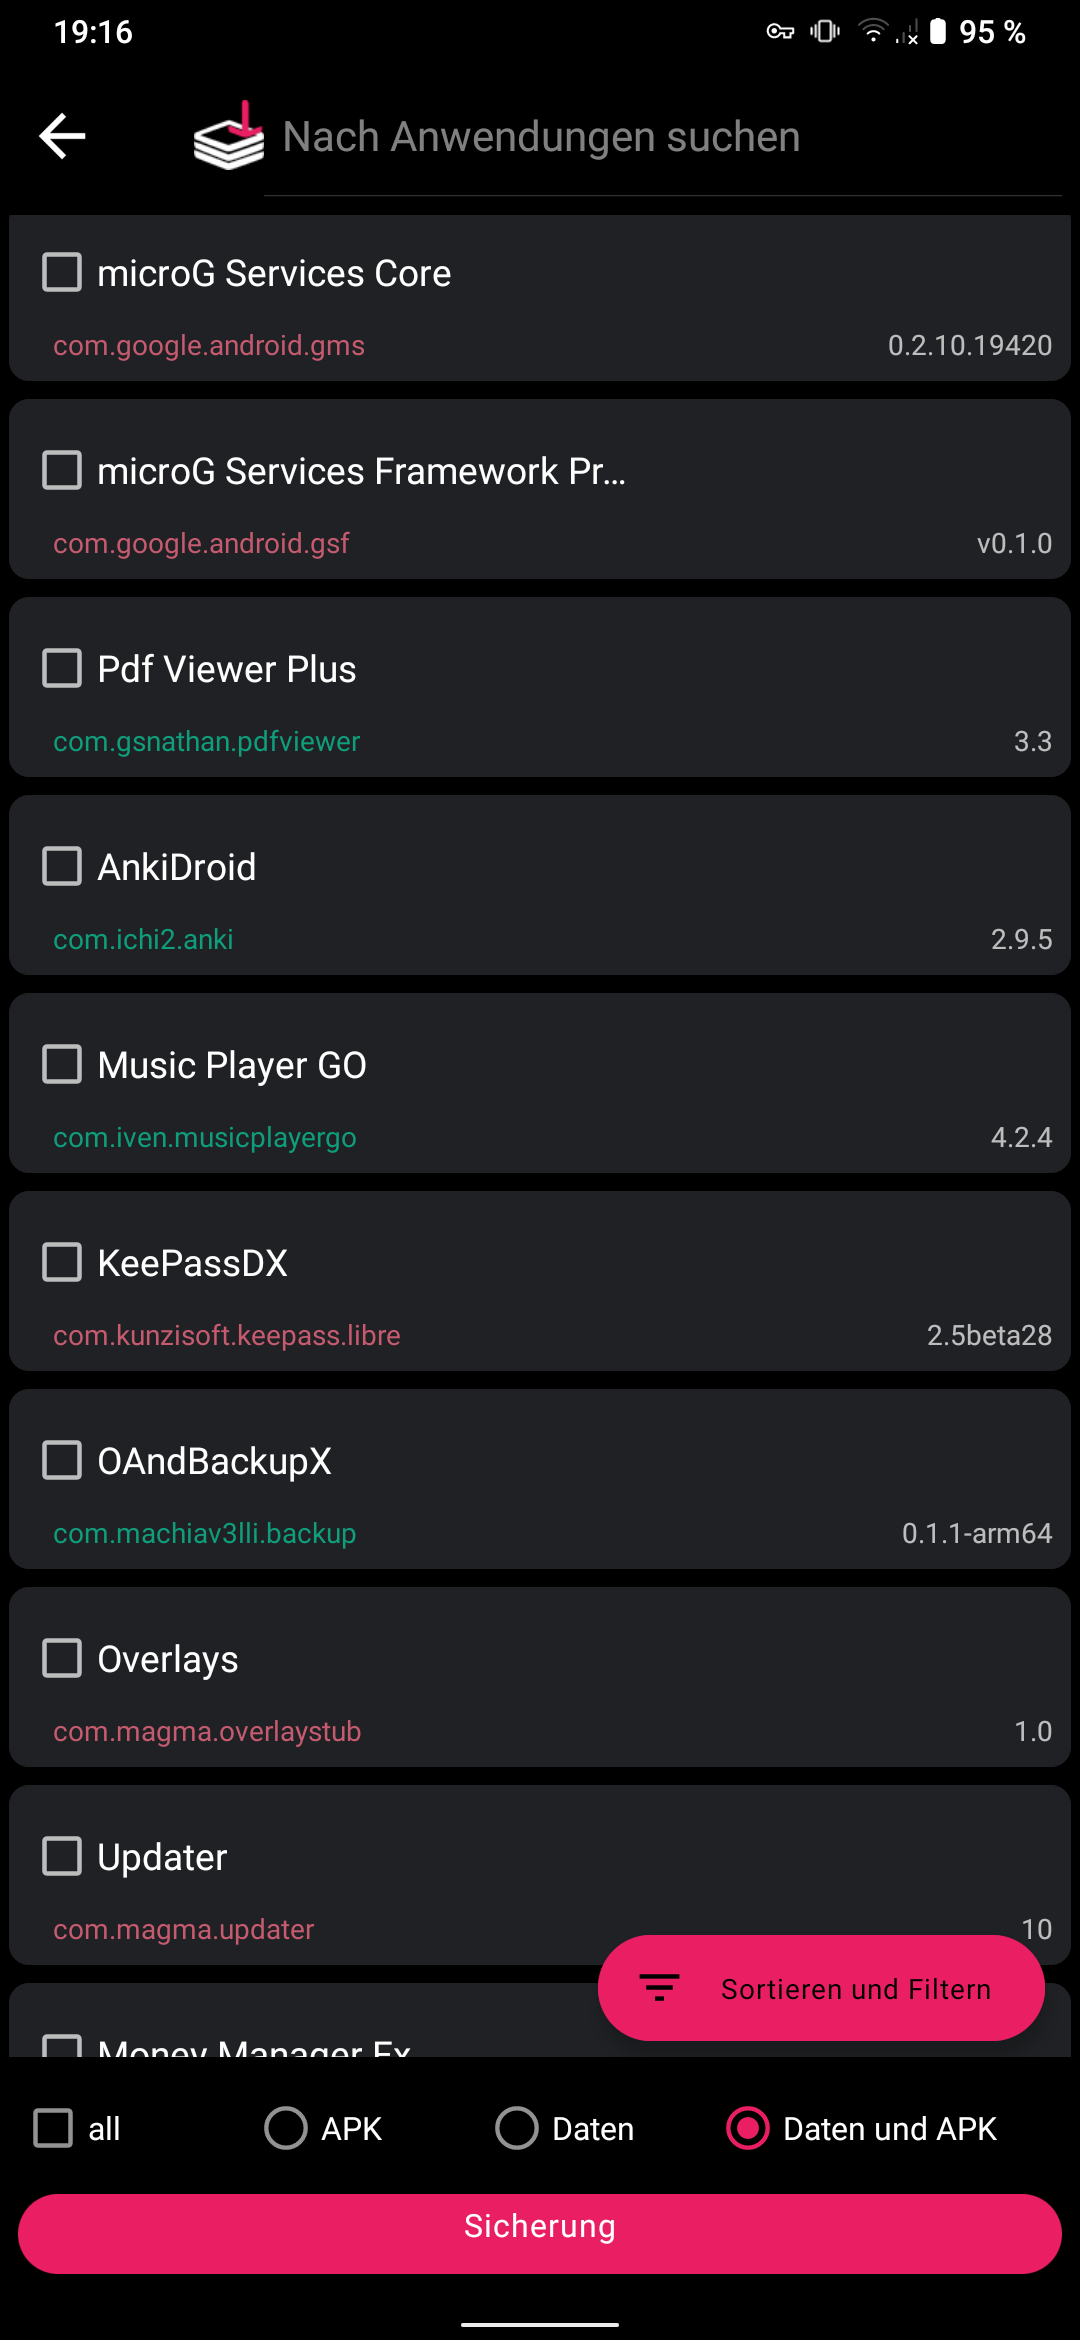 19:16
95 %
Nach Anwendungen suchen
microG Services Core
com.google.android.gms
0.2.10.19420
microG Services Framework Pr...
com.google.android.gsf
v0.1.0
Pdf Viewer Plus
com.gsnathan.pdfviewer
3.3
AnkiDroid
com.ichi2.anki
2.9.5
Music Player GO
com.iven.musicplayergo
4.2.4
KeePassDX
com.kunzisoft.keepass.libre
2.5beta28
OAndBackupX
com.machiav3lli.backup
0.1.1-arm64
Overlays
com.magma.overlaystub
1.0
Updater
com.magma.updater
10
Sortieren und Filtern
Money Manager Ex
all
APK
Daten
Daten und APK
Sicherung